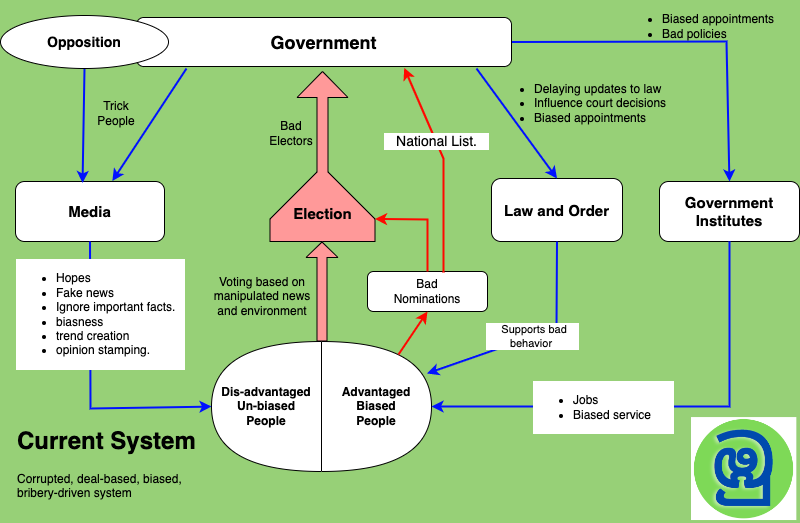 Opposition
Government
• Biased appointments
• Bad policies
Trick
People
Bad
Electors
National List.
• Delaying updates to law
• Influence court decisions
• Biased appointments
Media
Election
Law and Order
Government
Institutes
• Hopes
• Fake news
• Ignore important facts.
• biasness
• trend creation
• opinion stamping.
Voting based on
manipulated news
and environment
Bad
Nominations
Supports bad
behavior
Dis-advantaged
Un-biased
People
Advantaged
Biased
People
• Jobs
• Biased service
Current System
Corrupted, deal-based, biased,
bribery-driven system